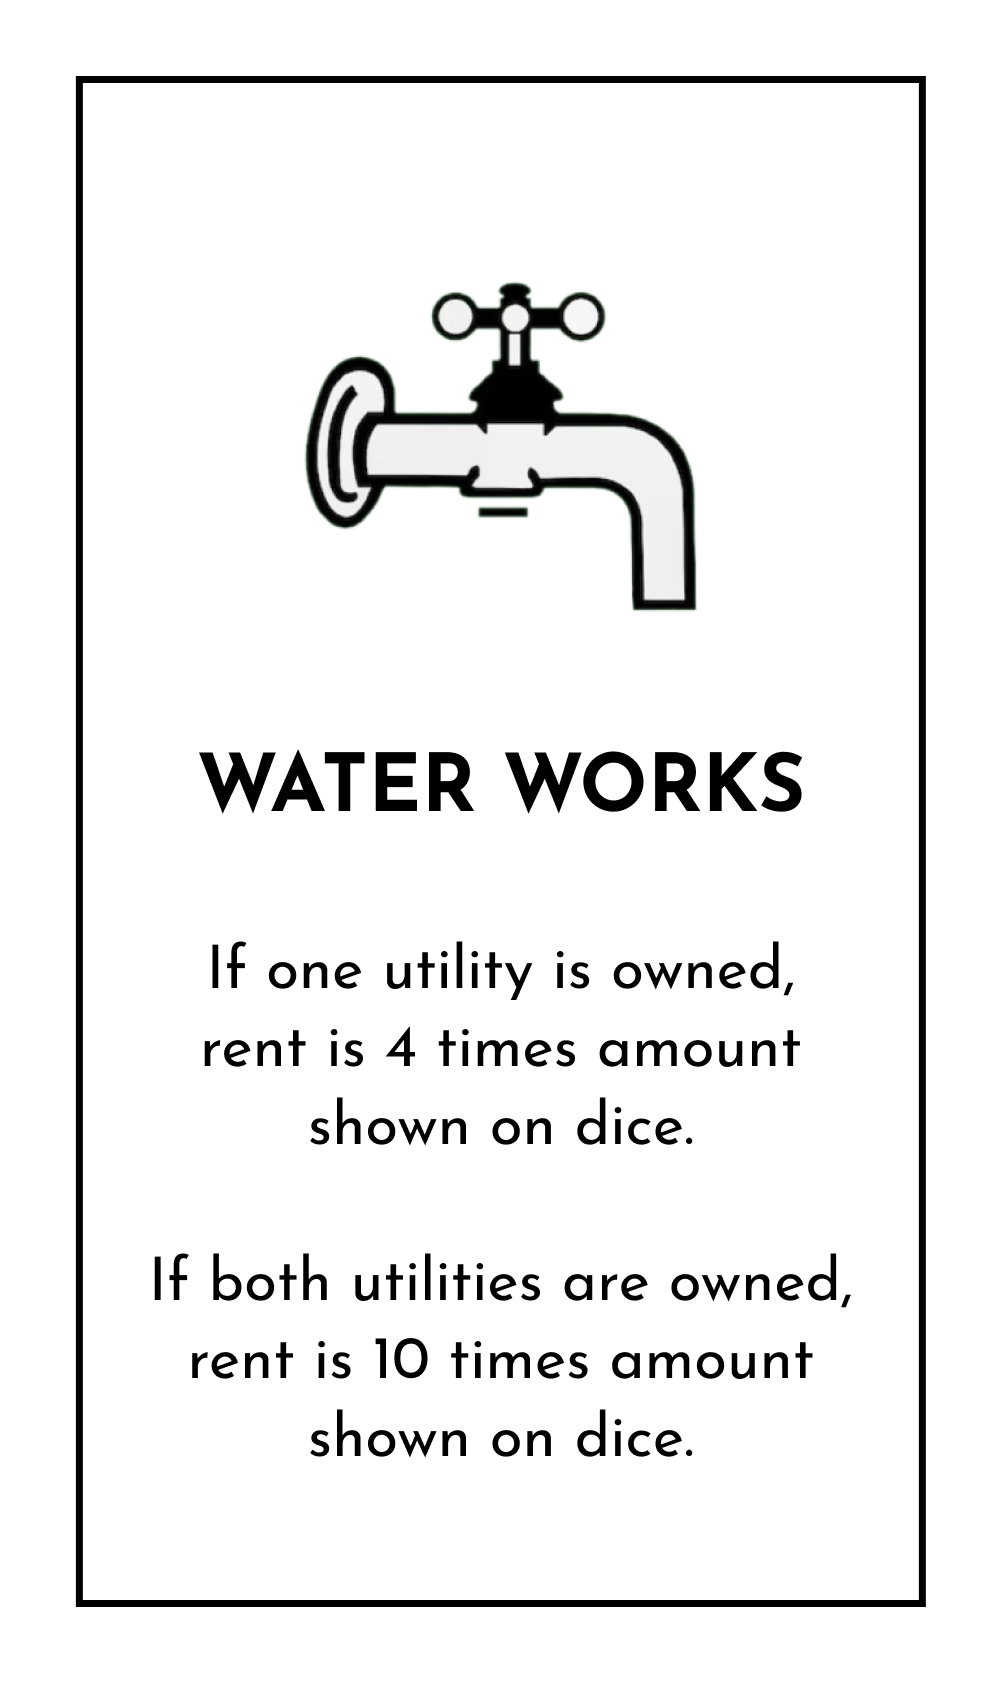 WATER WORKS
If one utility is owned,
rent is 4 times amount
shown on dice.
If both utilities are owned,
rent is 10 times amount
shown on dice.